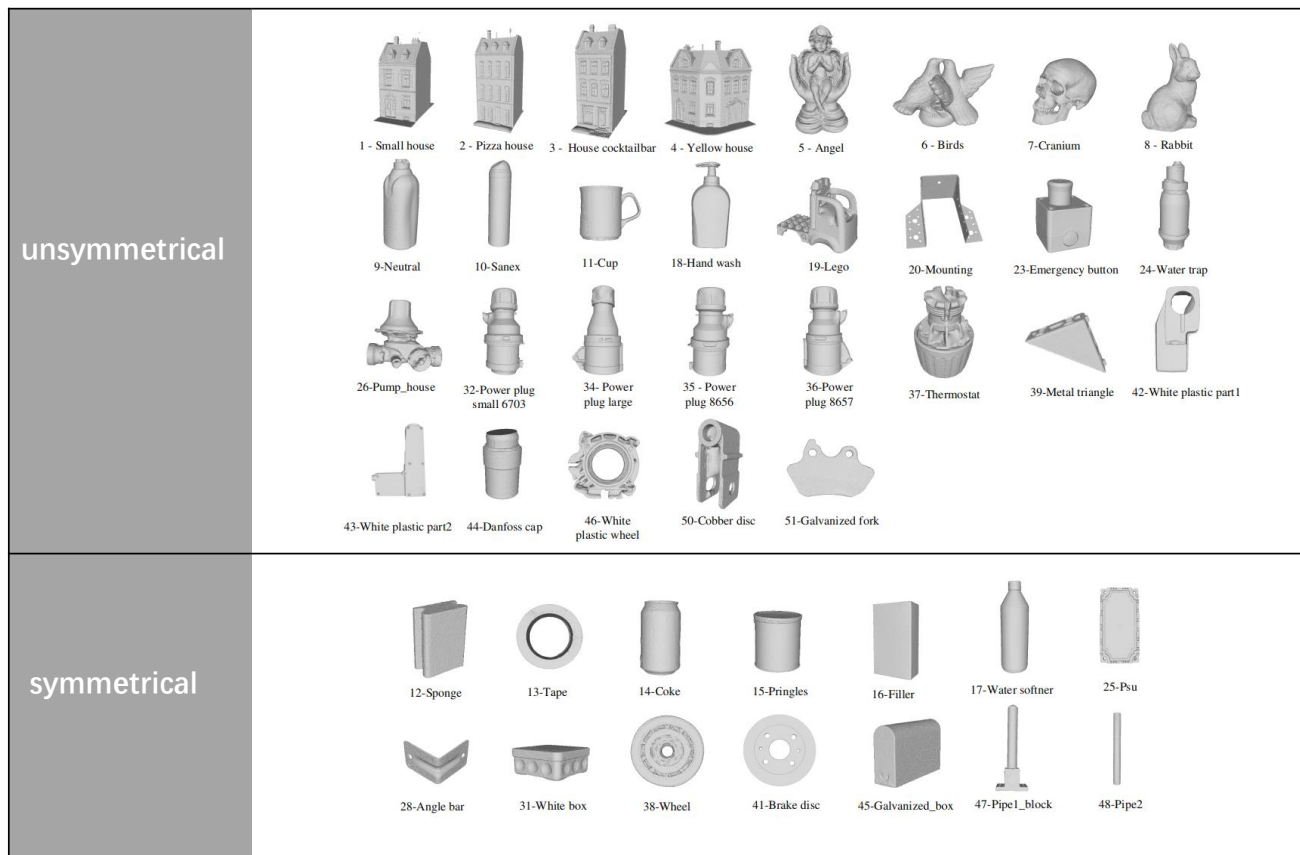 unsymmetrical
1 - Small house
2 - Pizza house
3 - House cocktailbar
4 - Yellow house
5 - Angel
6 - Birds
7-Cranium
8 - Rabbit
9-Neutral
10-Sanex
11-Cup
18-Hand wash
19-Lego
20-Mounting
23-Emergency button
24-Water trap
26-Pump_house
32-Power plug
small 6703
34- Power
plug large
35 - Power
plug 8656
36-Power
plug 8657
37-Thermostat
39-Metal triangle
42-White plastic part1
43-White plastic part2
44-Danfoss cap
46-White
plastic wheel
50-Cobber disc
51-Galvanized fork
symmetrical
12-Sponge
13-Tape
14-Coke
15-Pringles
16-Filler
17-Water softner
25-Psu
28-Angle bar
31-White box
38-Wheel
41-Brake disc
45-Galvanized_box
47-Pipe1_block
48-Pipe2